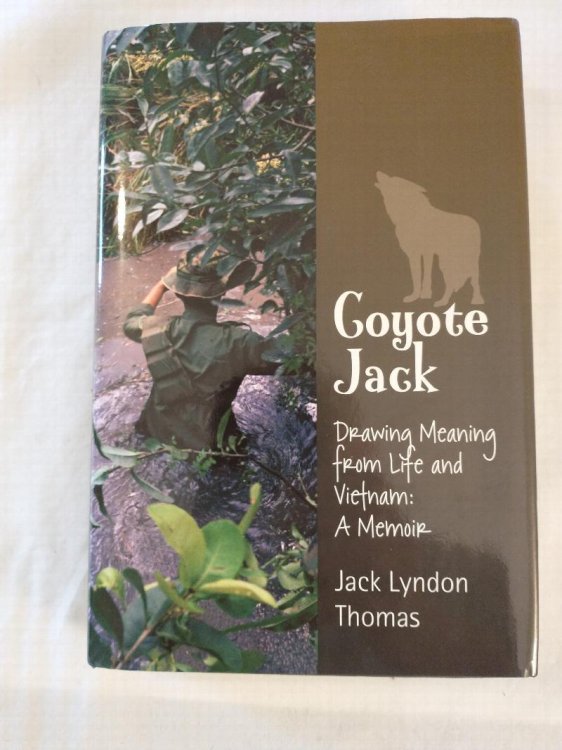 Coyote
Jack
Drawing Meaning
from Life and
Vietnam:
A Memoir
Jack Lyndon
Thomas